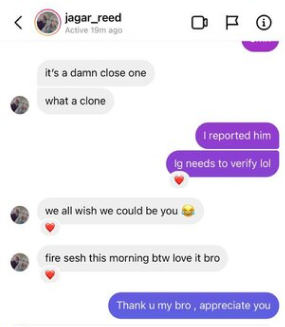 jagar_reed
Active 19m ago
it's a damn close one
what a clone
I reported him
Ig needs to verify lol
we all wish we could be you 😂
fire sesh this morning btw love it bro
Thank u my bro , appreciate you